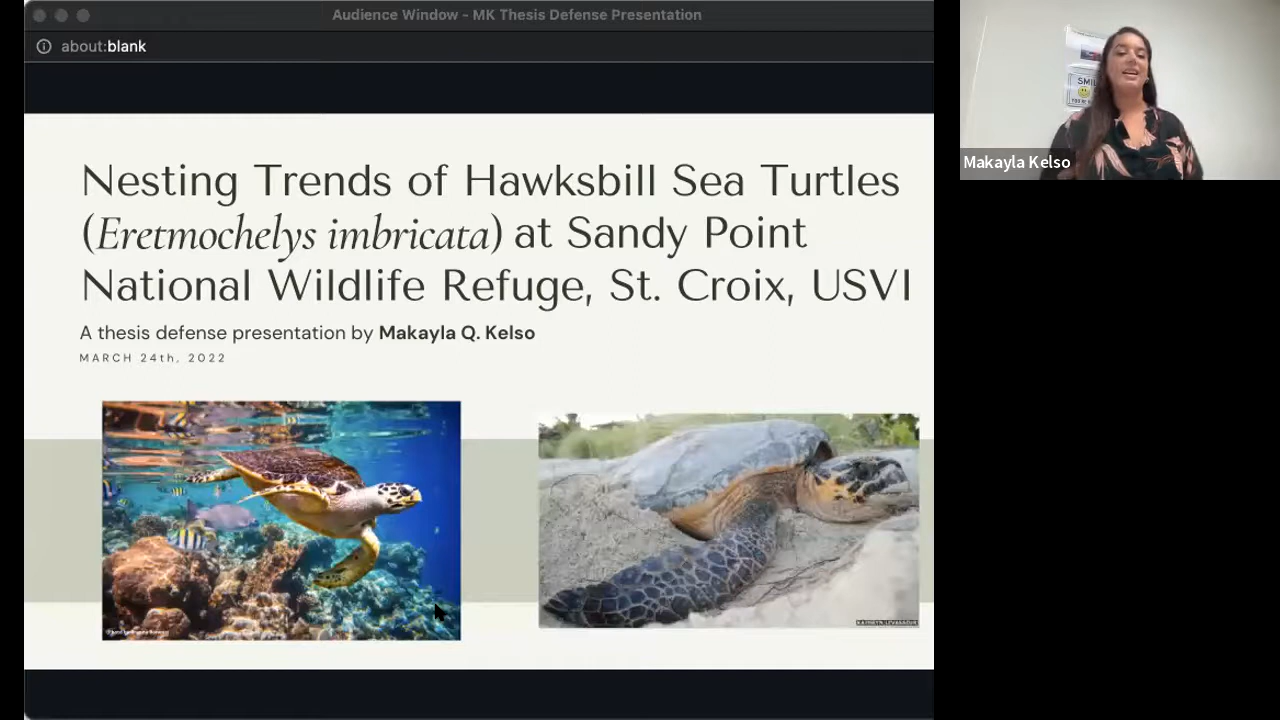 Audience Window - MK Thesis Defense Presentation
about:blank
Nesting Trends of Hawksbill Sea Turtles
(Eretmochelys imbricata) at Sandy Point
National Wildlife Refuge, St. Croix, USVI
A thesis defense presentation by Makayla Q. Kelso
MARCH 24th, 2022
SMIL
Makayla Kelso